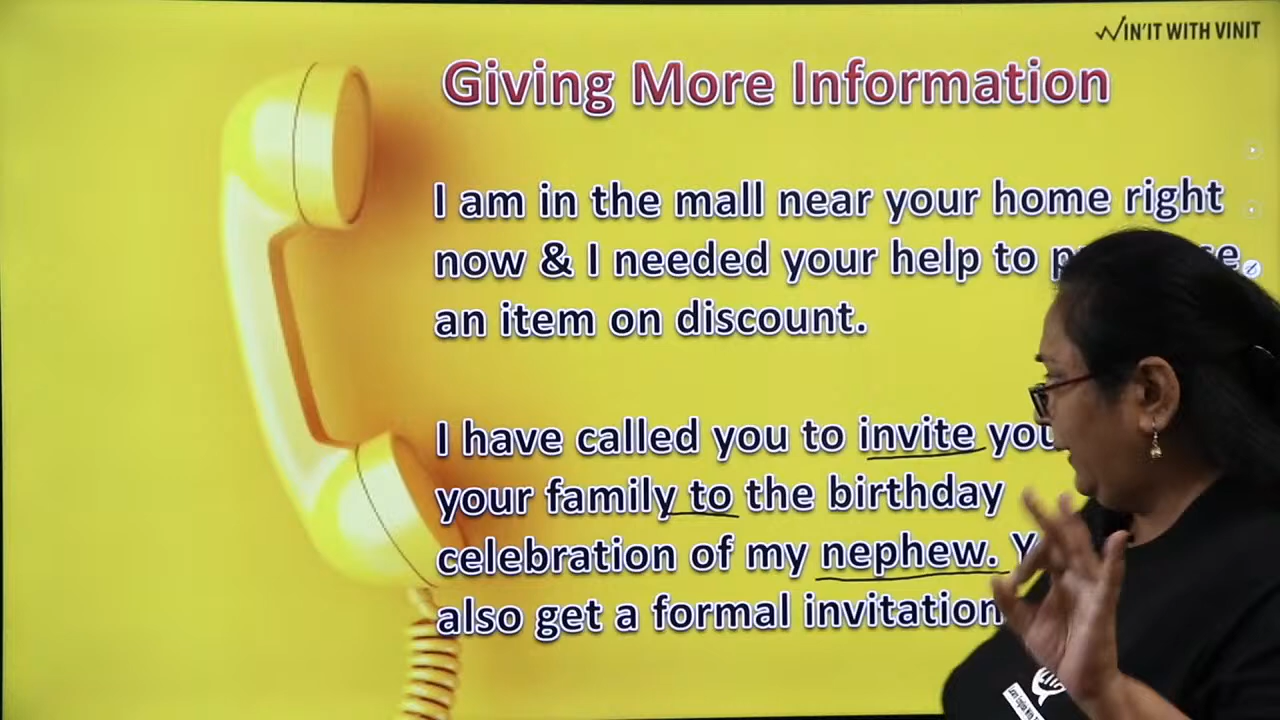 WIN'IT WITH VINIT
Giving More Information
I am in the mall near your home right
now & I needed your help to
an item on discount.
I have called you to invite you
your family to the birthday
celebration of my nephew.
also get a formal invitation